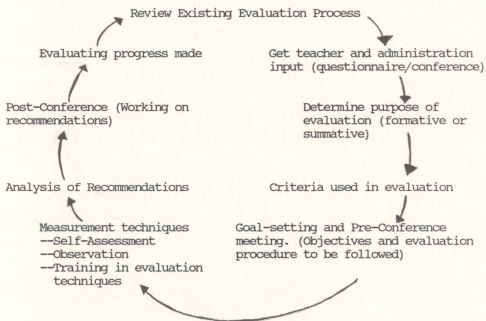 Review Existing Evaluation Process
Get teacher and administration
input (questionnaire/conference)
Determine purpose of
evaluation (formative or
summative)
Criteria used in evaluation
Goal-setting and Pre-Conference
meeting. (Objectives and evaluation
procedure to be followed)
Measurement techniques
--Self-Assessment
--Observation
--Training in evaluation
techniques
Analysis of Recommendations
Post-Conference (Working on
recommendations)
Evaluating progress made